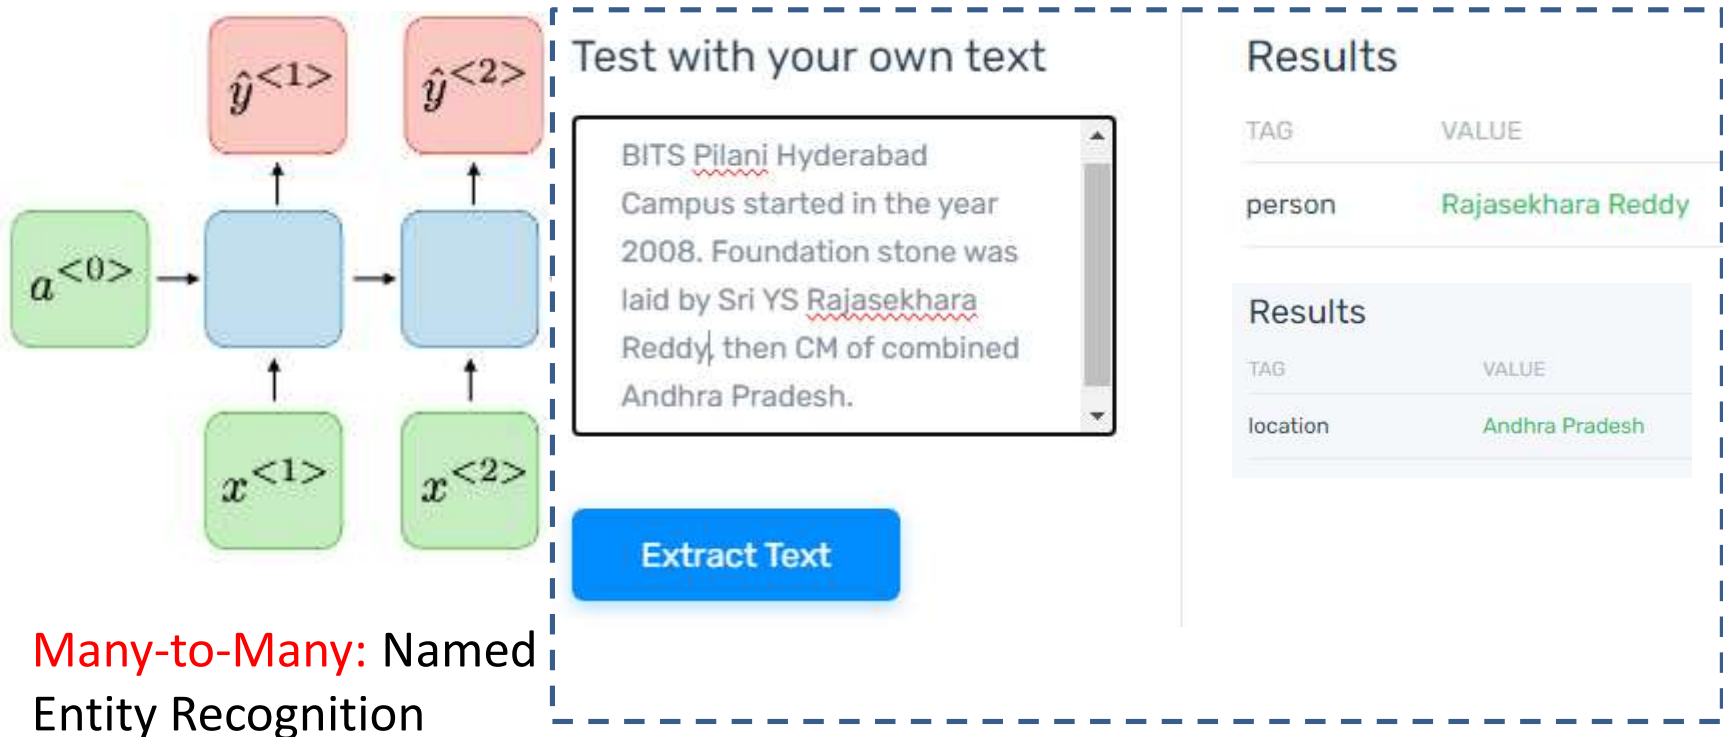 ŷ<1>
ŷ<2>
a<0>
x<1>
x<2>
Many-to-Many: Named
Entity Recognition
Test with your own text
BITS Pilani Hyderabad
Campus started in the year
2008. Foundation stone was
laid by Sri YS Rajasekhara
Reddy, then CM of combined
Andhra Pradesh.
Extract Text
Results
TAG VALUE
person Rajasekhara Reddy
Results
TAG VALUE
location Andhra Pradesh